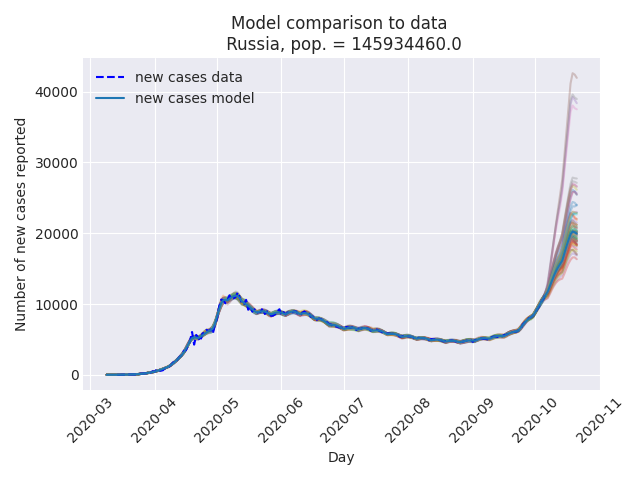 Model comparison to data
Russia, pop. = 145934460.0
new cases data
new cases model
Number of new cases reported
40000
30000
20000
10000
0
2020-03
2020-04
2020-05
2020-06
2020-07
2020-08
2020-09
2020-10
2020-11
Day